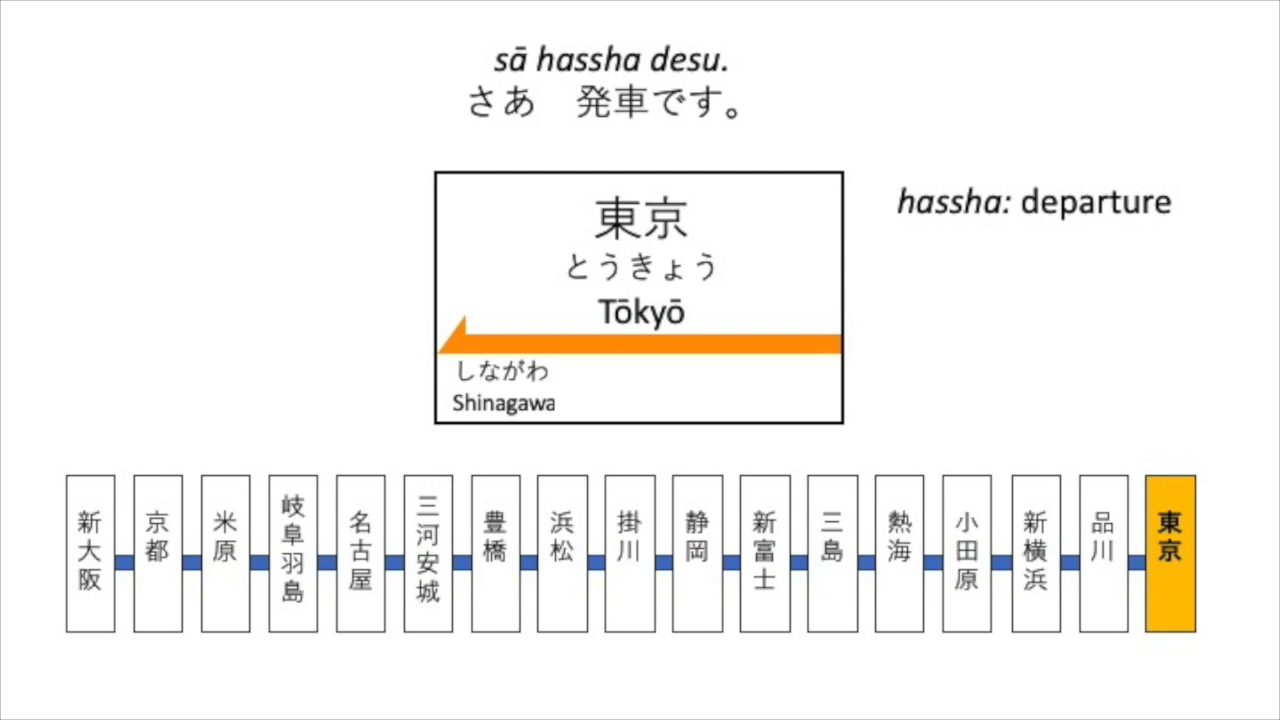 sā hassha desu.
さあ　発車です。
東京
とうきょう
Tōkyō
しながわ
Shinagawa
hassha: departure
新大阪
京都
米原
岐阜羽島
名古屋
三河安城
豊橋
浜松
掛川
静岡
新富士
三島
熱海
小田原
新横浜
品川
東京